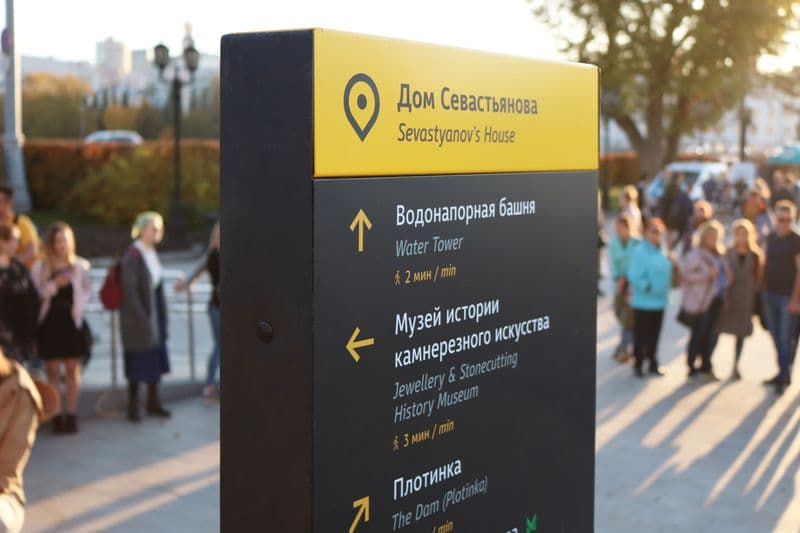 Дом Севастьянова
Sevastyanov's House
Водонапорная башня
Water Tower
2 мин / min
Музей истории
камнерезного искусства
Jewellery & Stonecutting
History Museum
3 мин / min
Плотинка
The Dam (Plotinka)
/ min